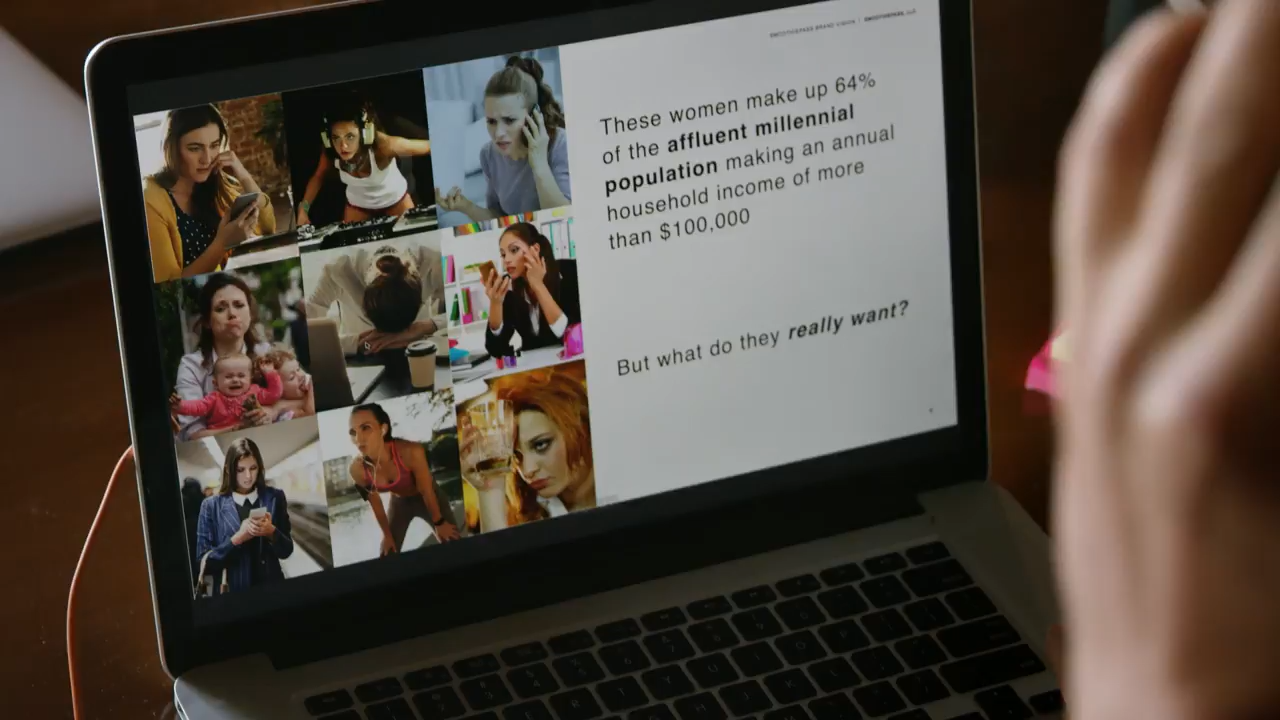 These women make up 64%
of the affluent millennial
population making an annual
household income of more
than $100,000
But what do they really want?